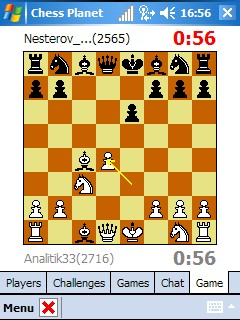 Chess Planet 16:56
Nesterov_...(2565) 0:56
Analitik33(2716) 0:56
Players Challenges Games Chat Game
Menu